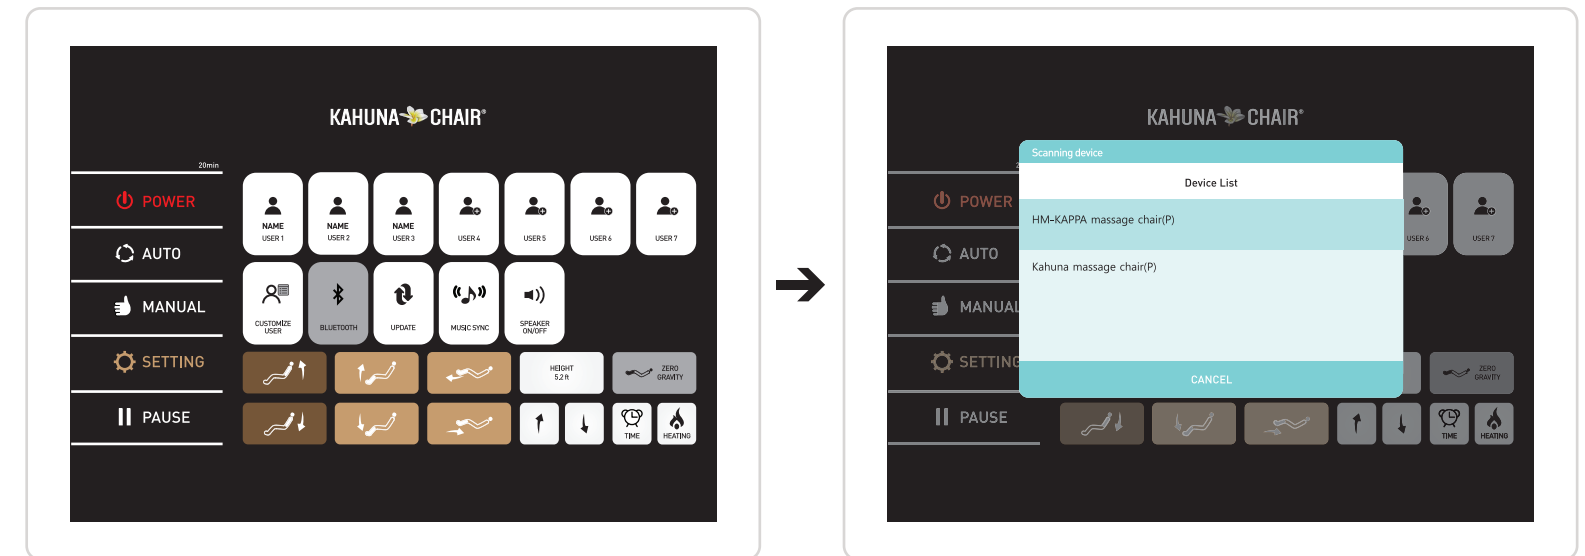 KAHUNA CHAIR®
20min
POWER
AUTO
MANUAL
SETTING
PAUSE
NAME
USER 1
NAME
USER 2
NAME
USER 3
USER 4
USER 5
USER 6
USER 7
CUSTOMIZE
USER
BLUETOOTH
UPDATE
MUSIC SYNC
SPEAKER
ON/OFF
HEIGHT
5.2 ft
ZERO
GRAVITY
TIME
HEATING
KAHUNA CHAIR®
2
POWER
AUTO
MANUAL
SETTING
PAUSE
Scanning device
Device List
HM-KAPPA massage chair(P)
Kahuna massage chair(P)
CANCEL
USER 6
USER 7
ZERO
GRAVITY
TIME
HEATING